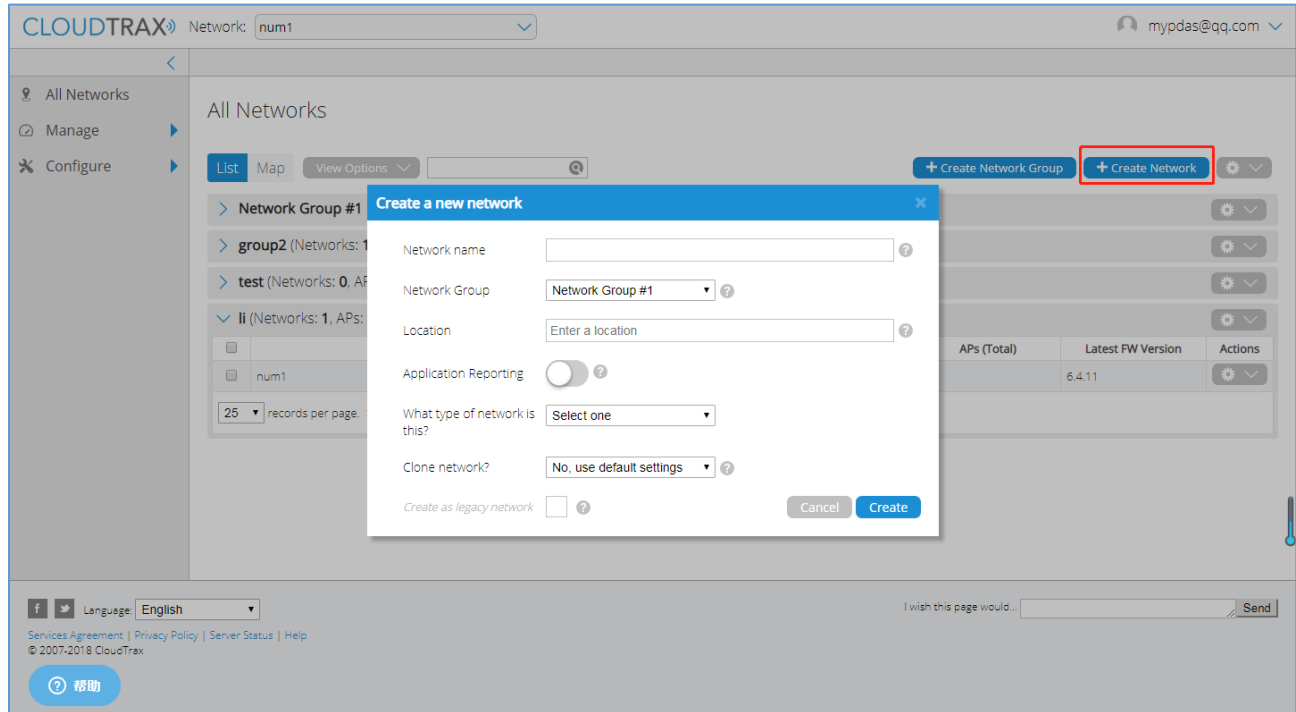 CLOUDTRAX Network: num1 mypdas@qq.com
All Networks
Manage
Configure
All Networks
List Map View Options + Create Network Group + Create Network
Network Group #1
group2 (Networks: 1
test (Networks: 0, AP
li (Networks: 1, APs:
APs (Total) Latest FW Version Actions
num1 6.4.11
25 records per page.
Create a new network
Network name
Network Group Network Group #1
Location Enter a location
Application Reporting
What type of network is this? Select one
Clone network? No, use default settings
Create as legacy network Cancel Create
Language: English I wish this page would... Send
Services Agreement | Privacy Policy | Server Status | Help
© 2007-2018 CloudTrax
帮助